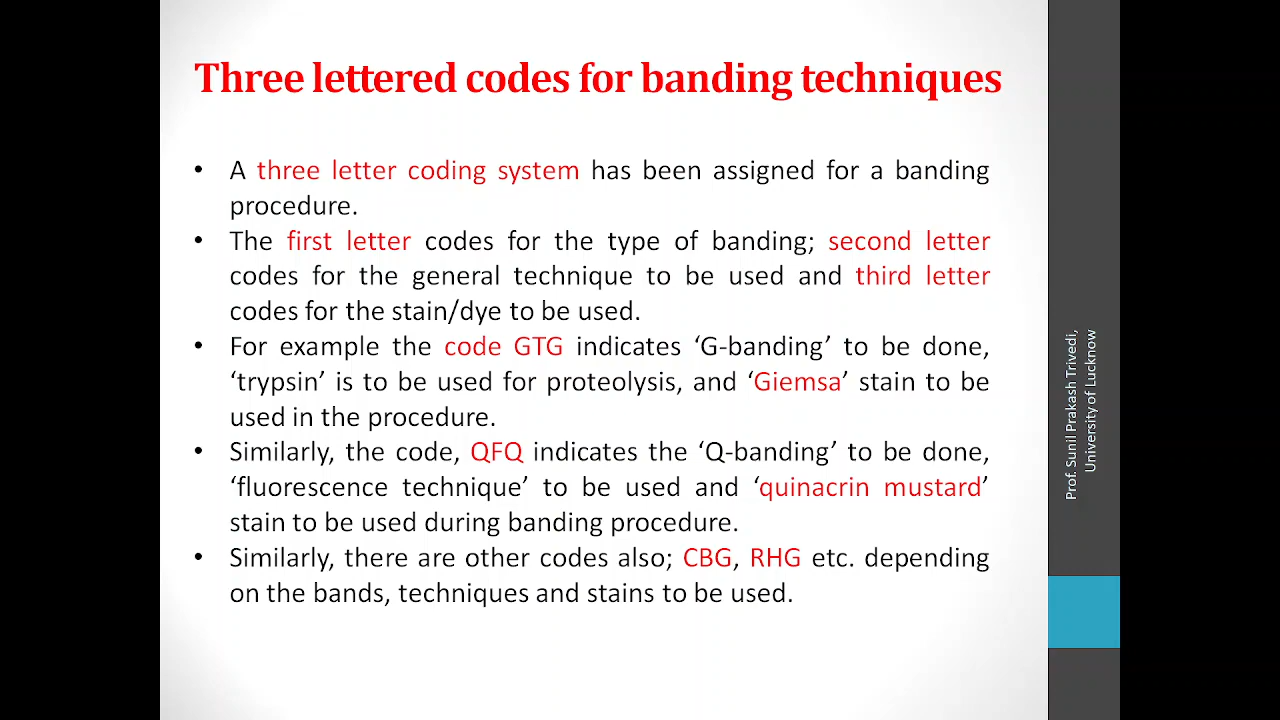 Three lettered codes for banding techniques
• A three letter coding system has been assigned for a banding
procedure.
• The first letter codes for the type of banding; second letter
codes for the general technique to be used and third letter
codes for the stain/dye to be used.
• For example the code GTG indicates ‘G-banding’ to be done,
‘trypsin’ is to be used for proteolysis, and ‘Giemsa’ stain to be
used in the procedure.
• Similarly, the code, QFQ indicates the ‘Q-banding’ to be done,
‘fluorescence technique’ to be used and ‘quinacrin mustard’
stain to be used during banding procedure.
• Similarly, there are other codes also; CBG, RHG etc. depending
on the bands, techniques and stains to be used.
Prof. Sunil Prakash Trivedi,
University of Lucknow